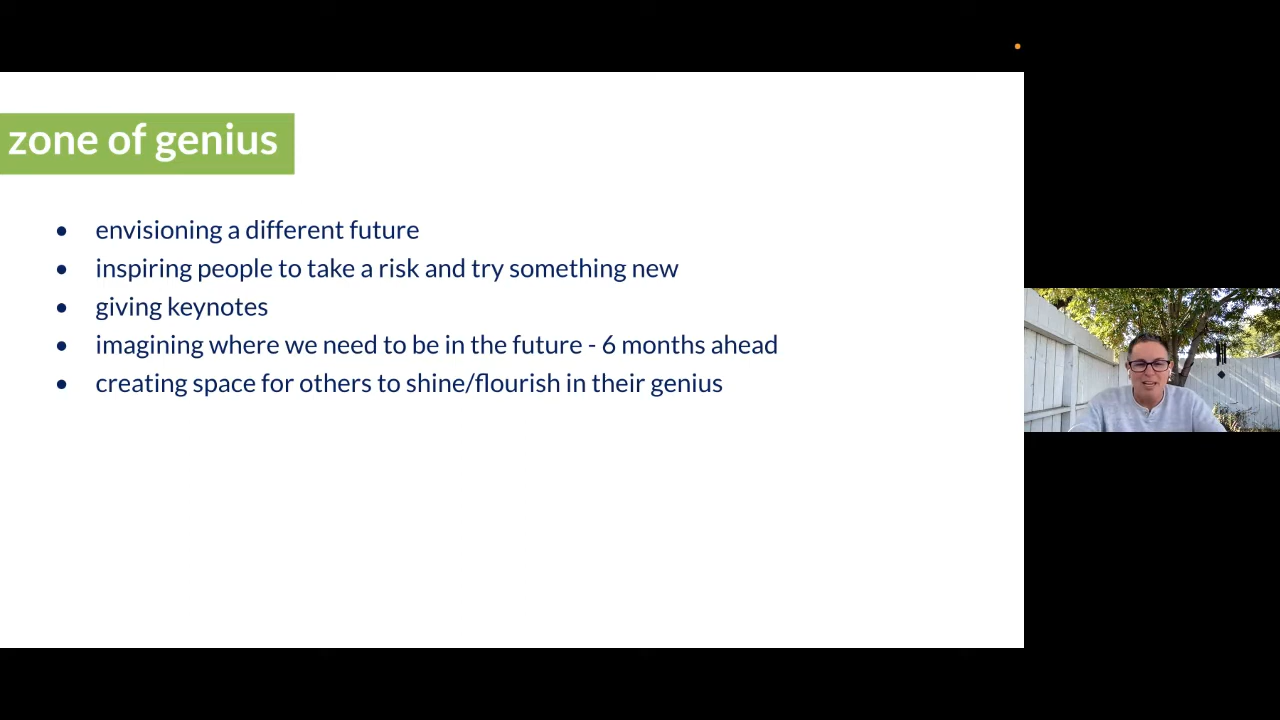 zone of genius
envisioning a different future
inspiring people to take a risk and try something new
giving keynotes
imagining where we need to be in the future - 6 months ahead
creating space for others to shine/flourish in their genius